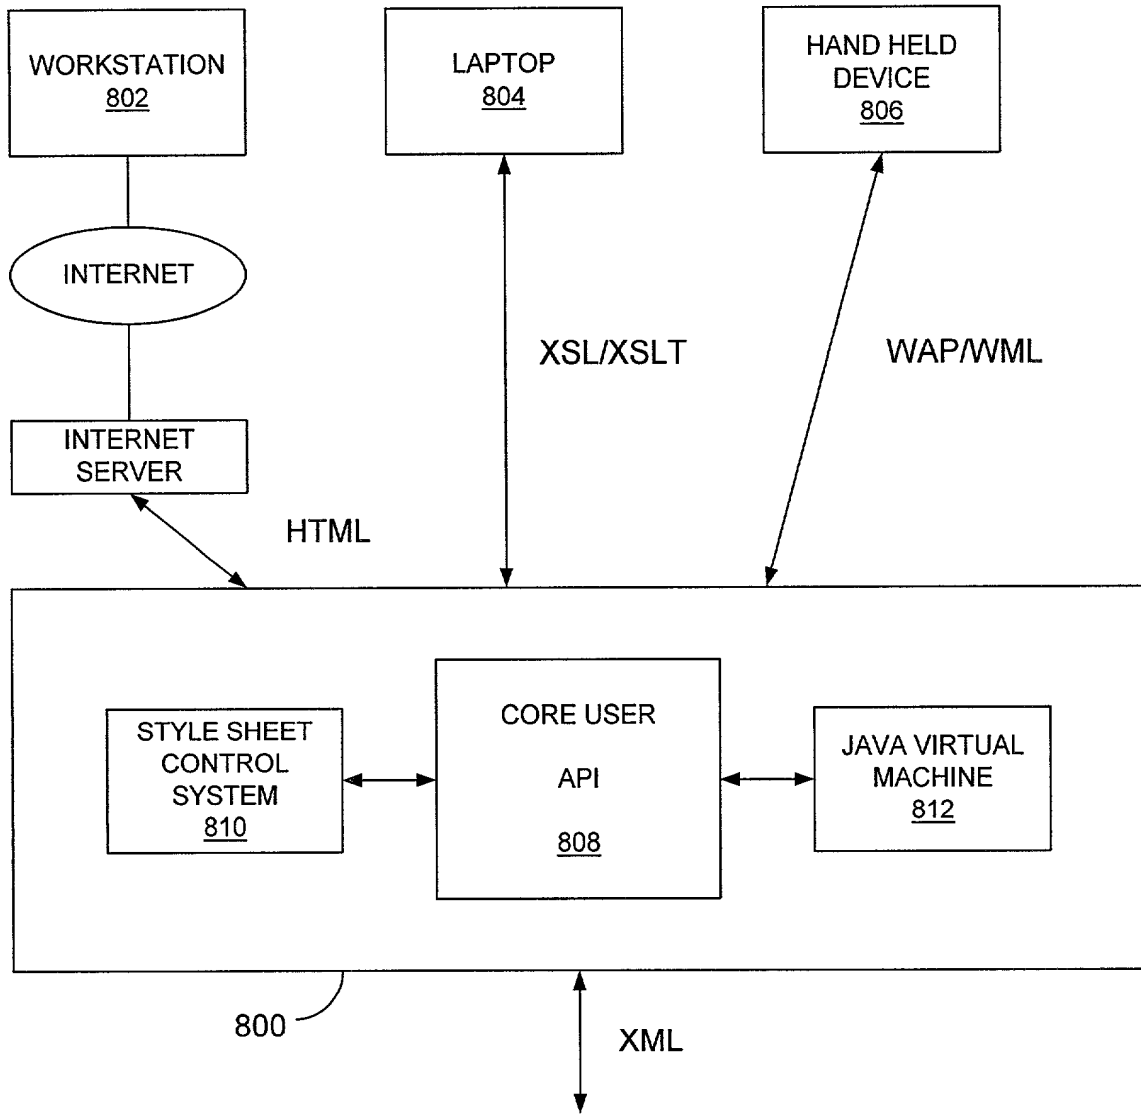 WORKSTATION
802
LAPTOP
804
HAND HELD
DEVICE
806
INTERNET
XSL/XSLT
WAP/WML
INTERNET
SERVER
HTML
STYLE SHEET
CONTROL
SYSTEM
810
CORE USER
API
808
JAVA VIRTUAL
MACHINE
812
800
XML